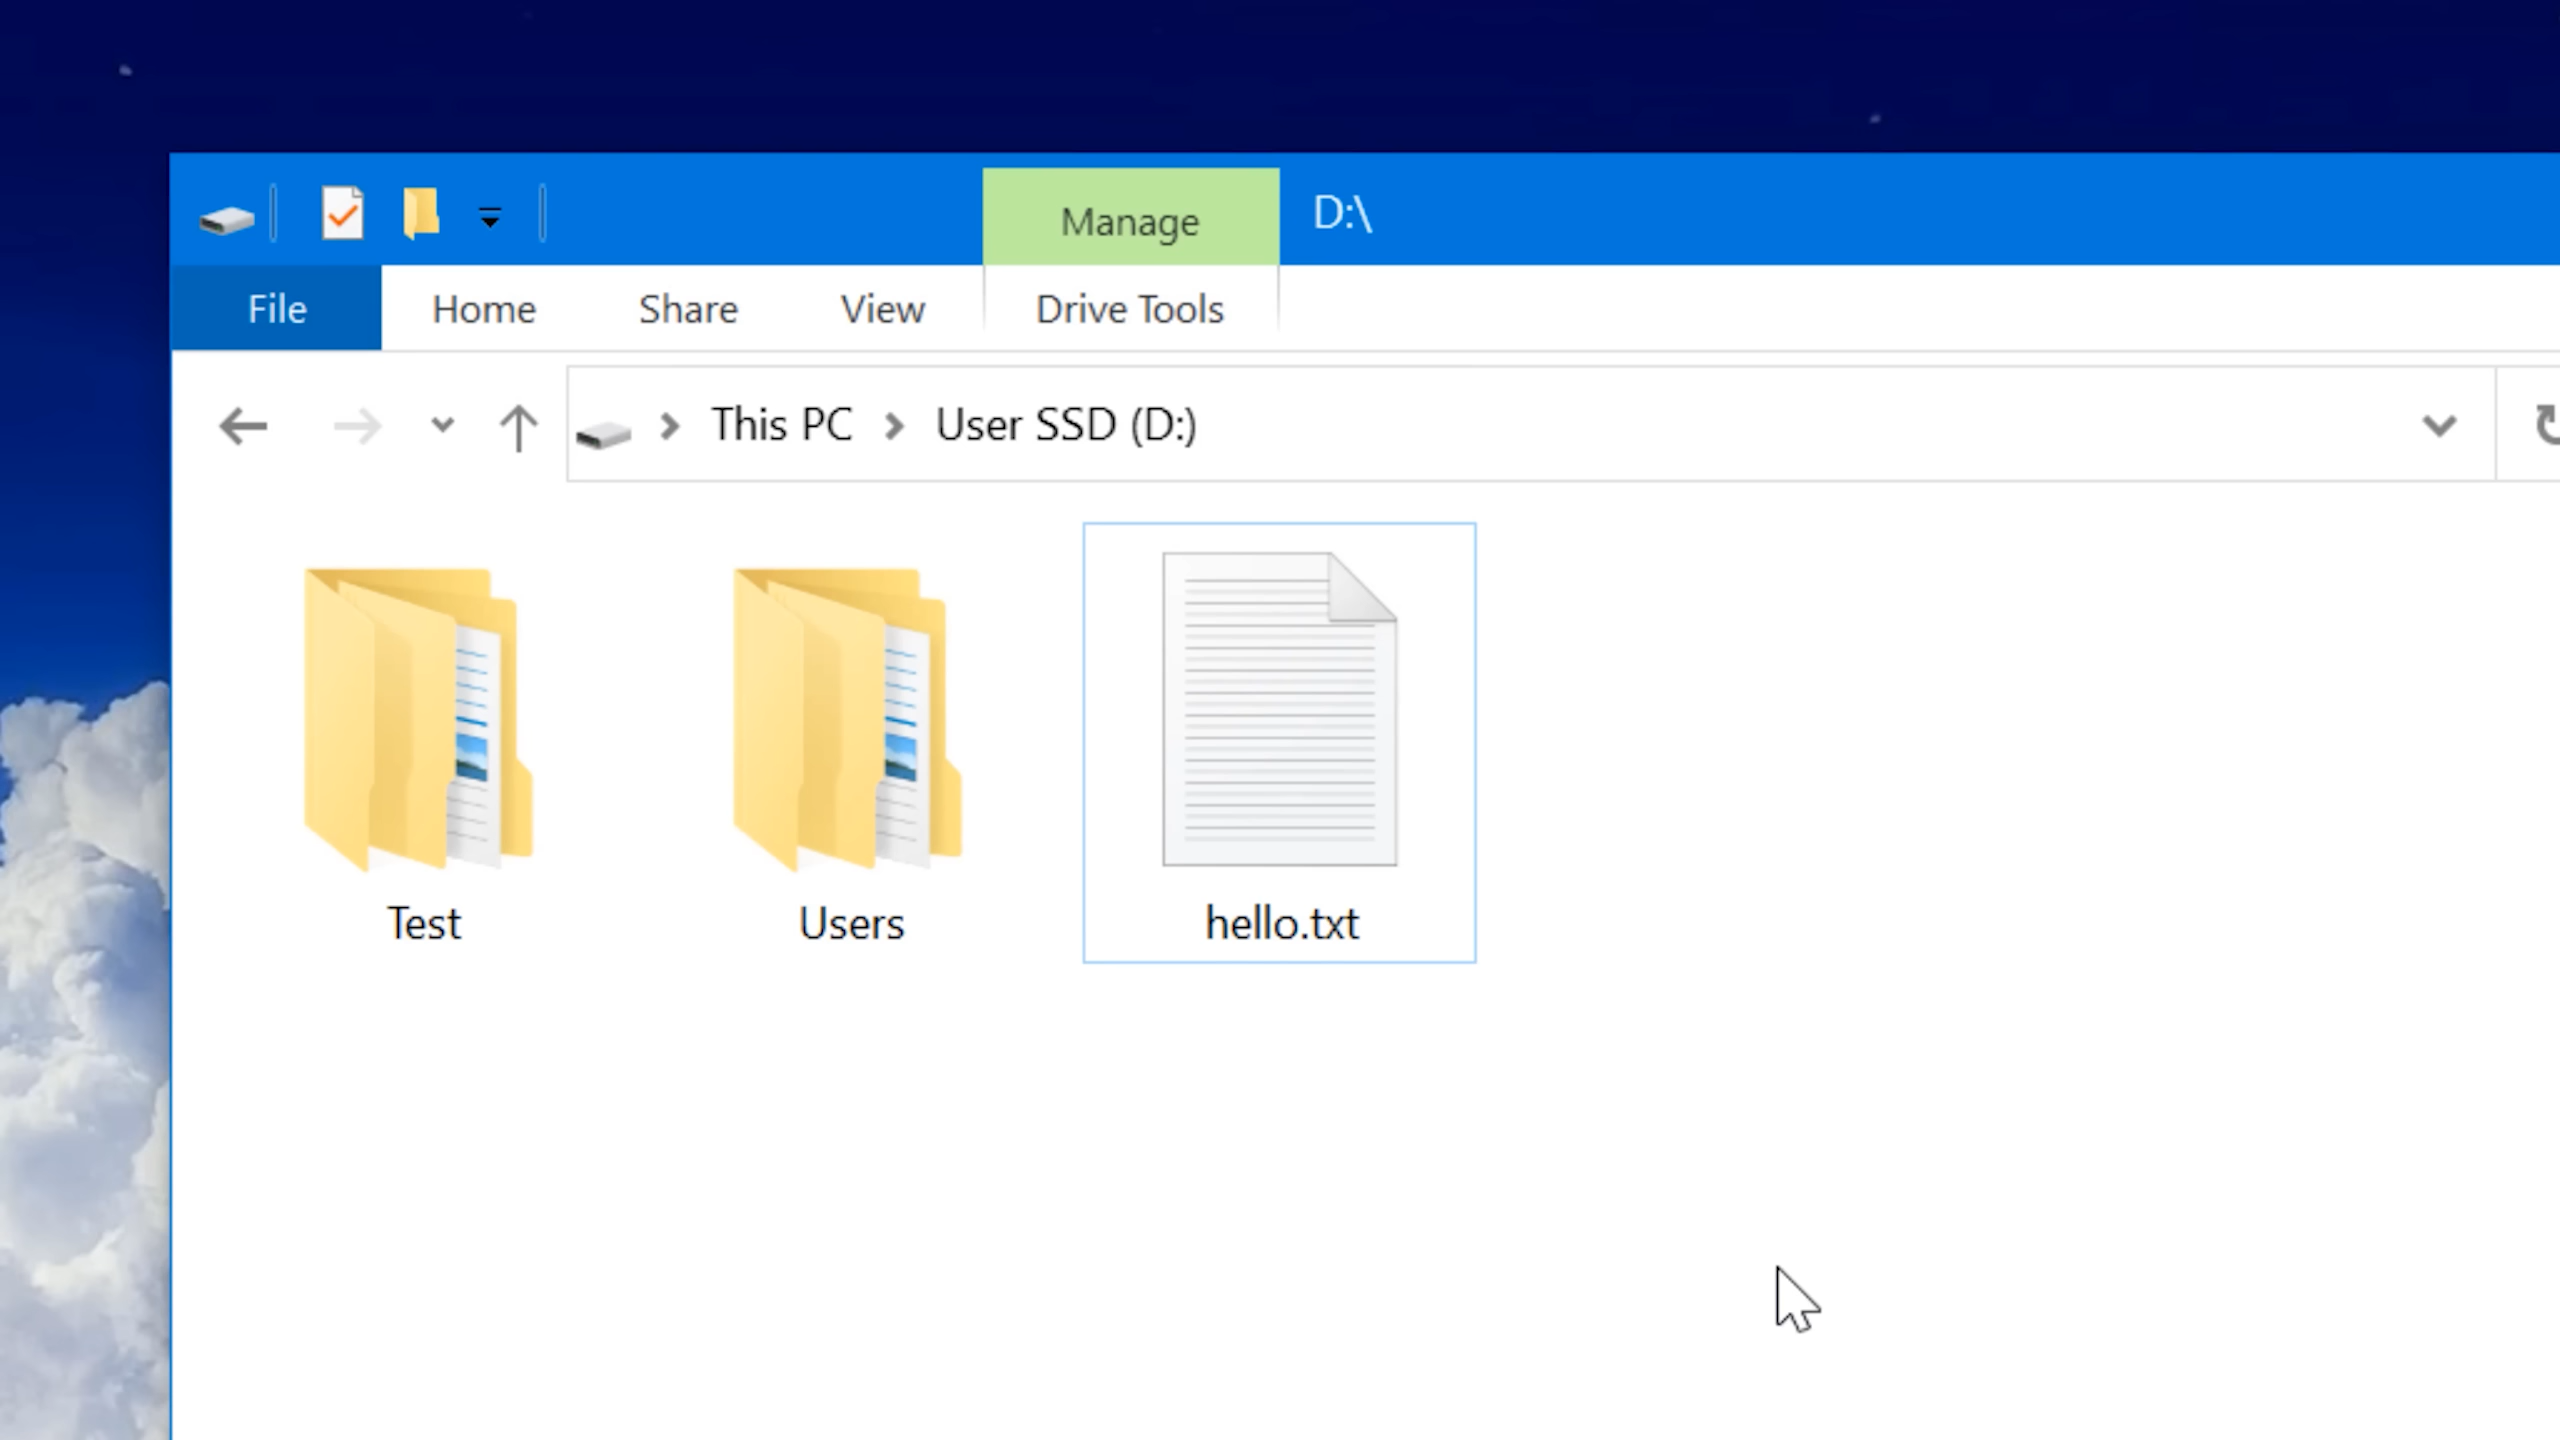 Manage D:\
File Home Share View Drive Tools
This PC User SSD (D:)
Test Users hello.txt